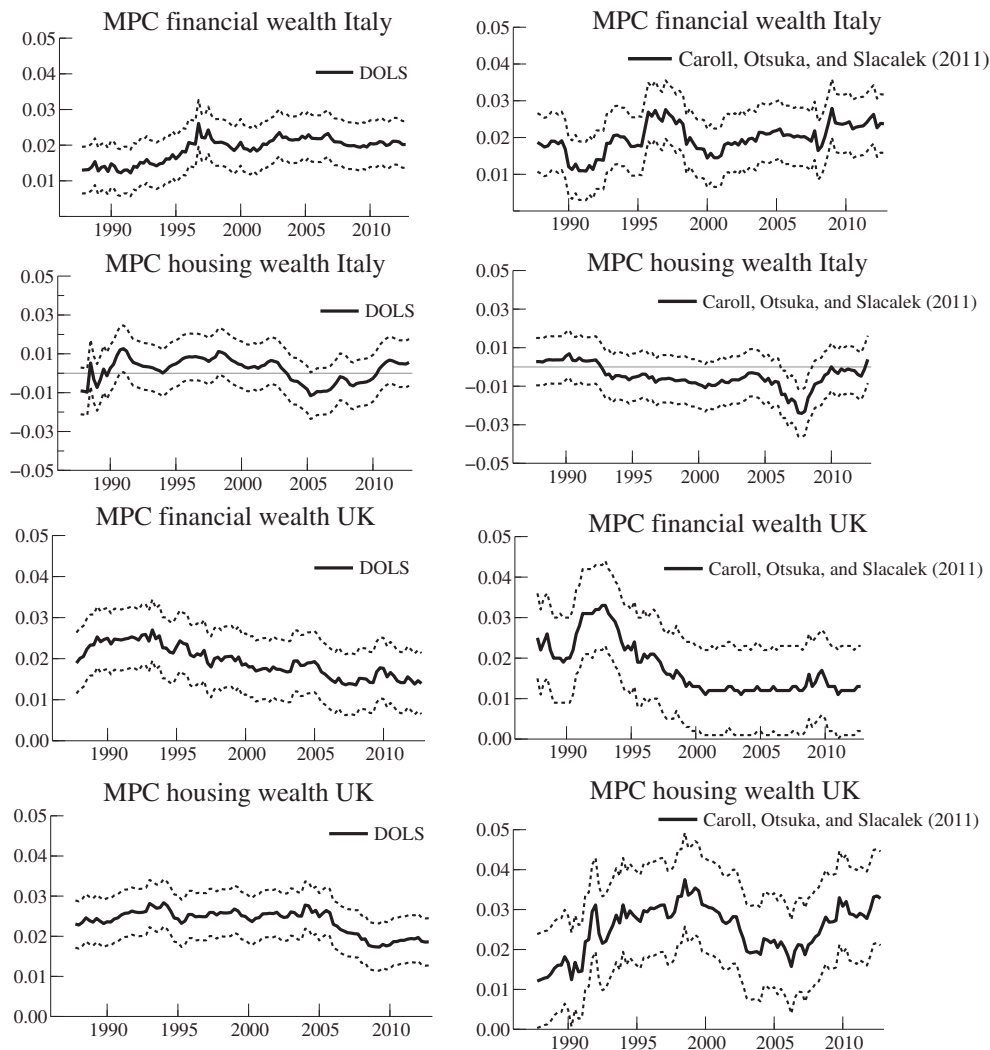 MPC financial wealth Italy
0.05
0.04
0.03
0.02
0.01
DOLS
1990 1995 2000 2005 2010
MPC financial wealth Italy
0.05
0.04
0.03
0.02
0.01
Caroll, Otsuka, and Slacalek (2011)
1990 1995 2000 2005 2010
MPC housing wealth Italy
0.05
0.03
0.01
−0.01
−0.03
−0.05
DOLS
1990 1995 2000 2005 2010
MPC housing wealth Italy
0.05
0.03
0.01
−0.01
−0.03
−0.05
Caroll, Otsuka, and Slacalek (2011)
1990 1995 2000 2005 2010
MPC financial wealth UK
0.05
0.04
0.03
0.02
0.01
0.00
DOLS
1990 1995 2000 2005 2010
MPC financial wealth UK
0.05
0.04
0.03
0.02
0.01
0.00
Caroll, Otsuka, and Slacalek (2011)
1990 1995 2000 2005 2010
MPC housing wealth UK
0.05
0.04
0.03
0.02
0.01
0.00
DOLS
1990 1995 2000 2005 2010
MPC housing wealth UK
0.05
0.04
0.03
0.02
0.01
0.00
Caroll, Otsuka, and Slacalek (2011)
1990 1995 2000 2005 2010